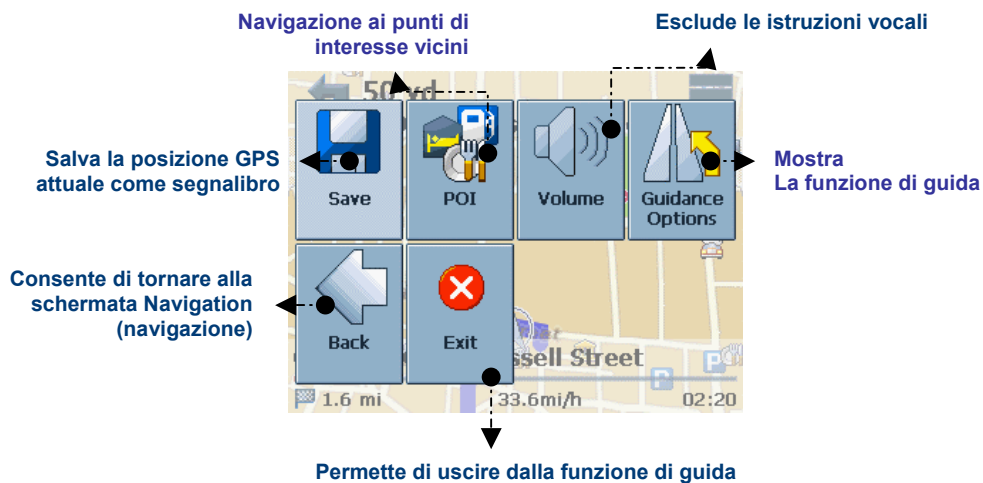 Navigazione ai punti di
interesse vicini
Esclude le istruzioni vocali
50 yd
Salva la posizione GPS
attuale come segnalibro
Save
POI
Volume
Guidance
Options
Mostra
La funzione di guida
Consente di tornare alla
schermata Navigation
(navigazione)
Back
Exit
ssell Street
P
P
1.6 mi
33.6mi/h
02:20
Permette di uscire dalla funzione di guida